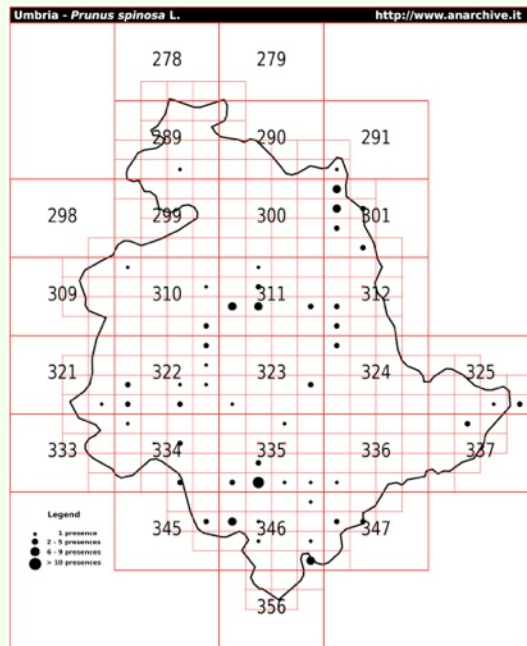 Umbria - Prunus spinosa L. http://www.anarchive.it
278 279
289 290 291
298 299 300 301
309 310 311 312
321 322 323 324 325
333 334 335 336 337
345 346 347
Legend
1 presence
2 - 5 presences
6 - 9 presences
> 10 presences
356